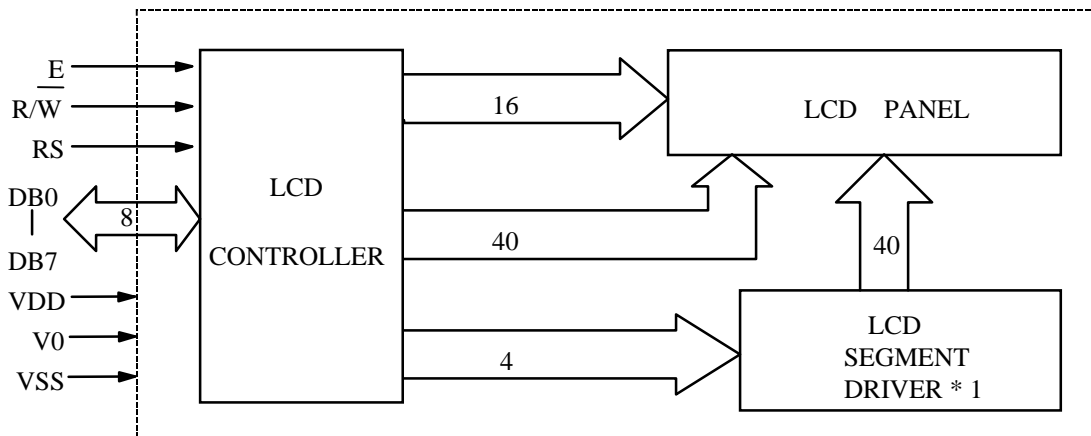 E
R/W
RS
DB0
DB7
8
VDD
V0
VSS
LCD
CONTROLLER
16
40
4
LCD PANEL
40
LCD
SEGMENT
DRIVER * 1